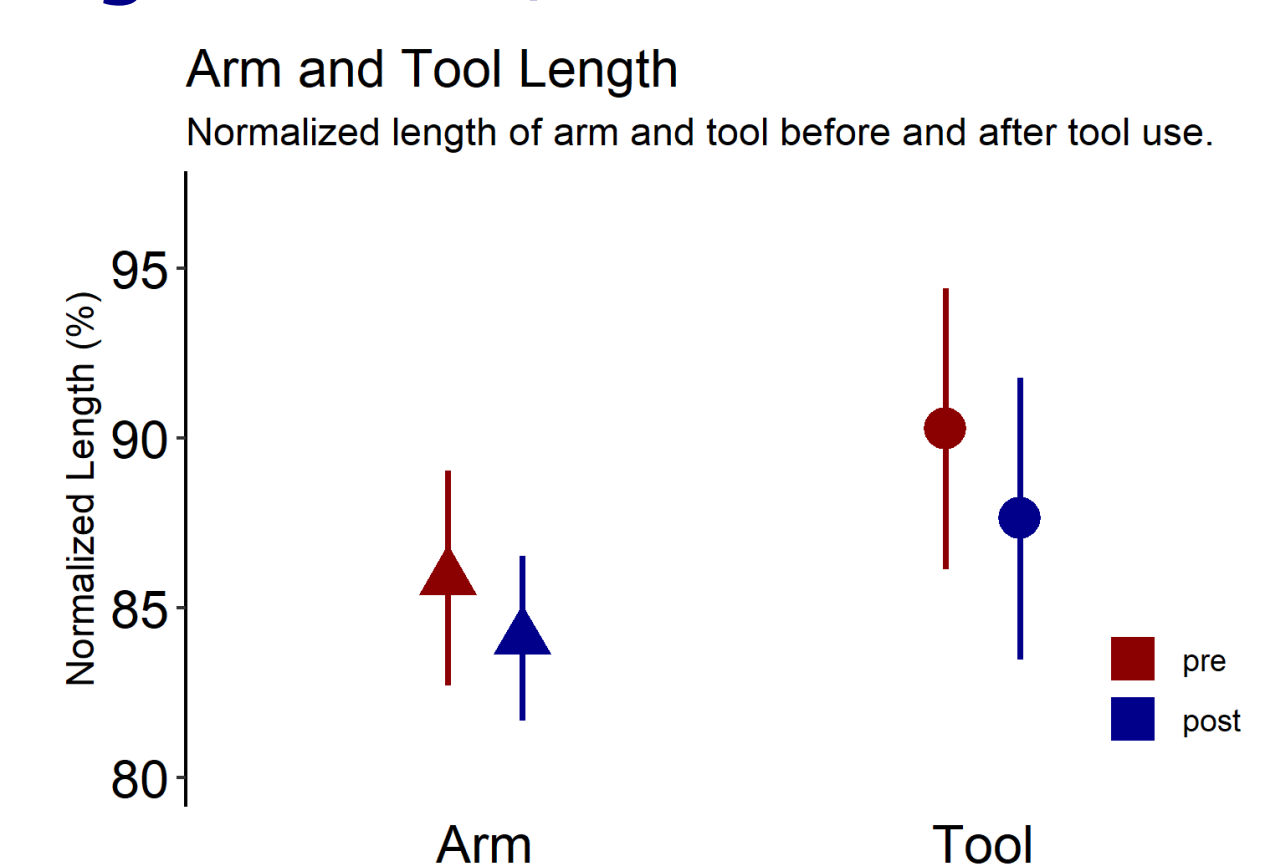 Arm and Tool Length
Normalized length of arm and tool before and after tool use.
Normalized Length (%)
95
90
85
80
pre
post
Arm
Tool